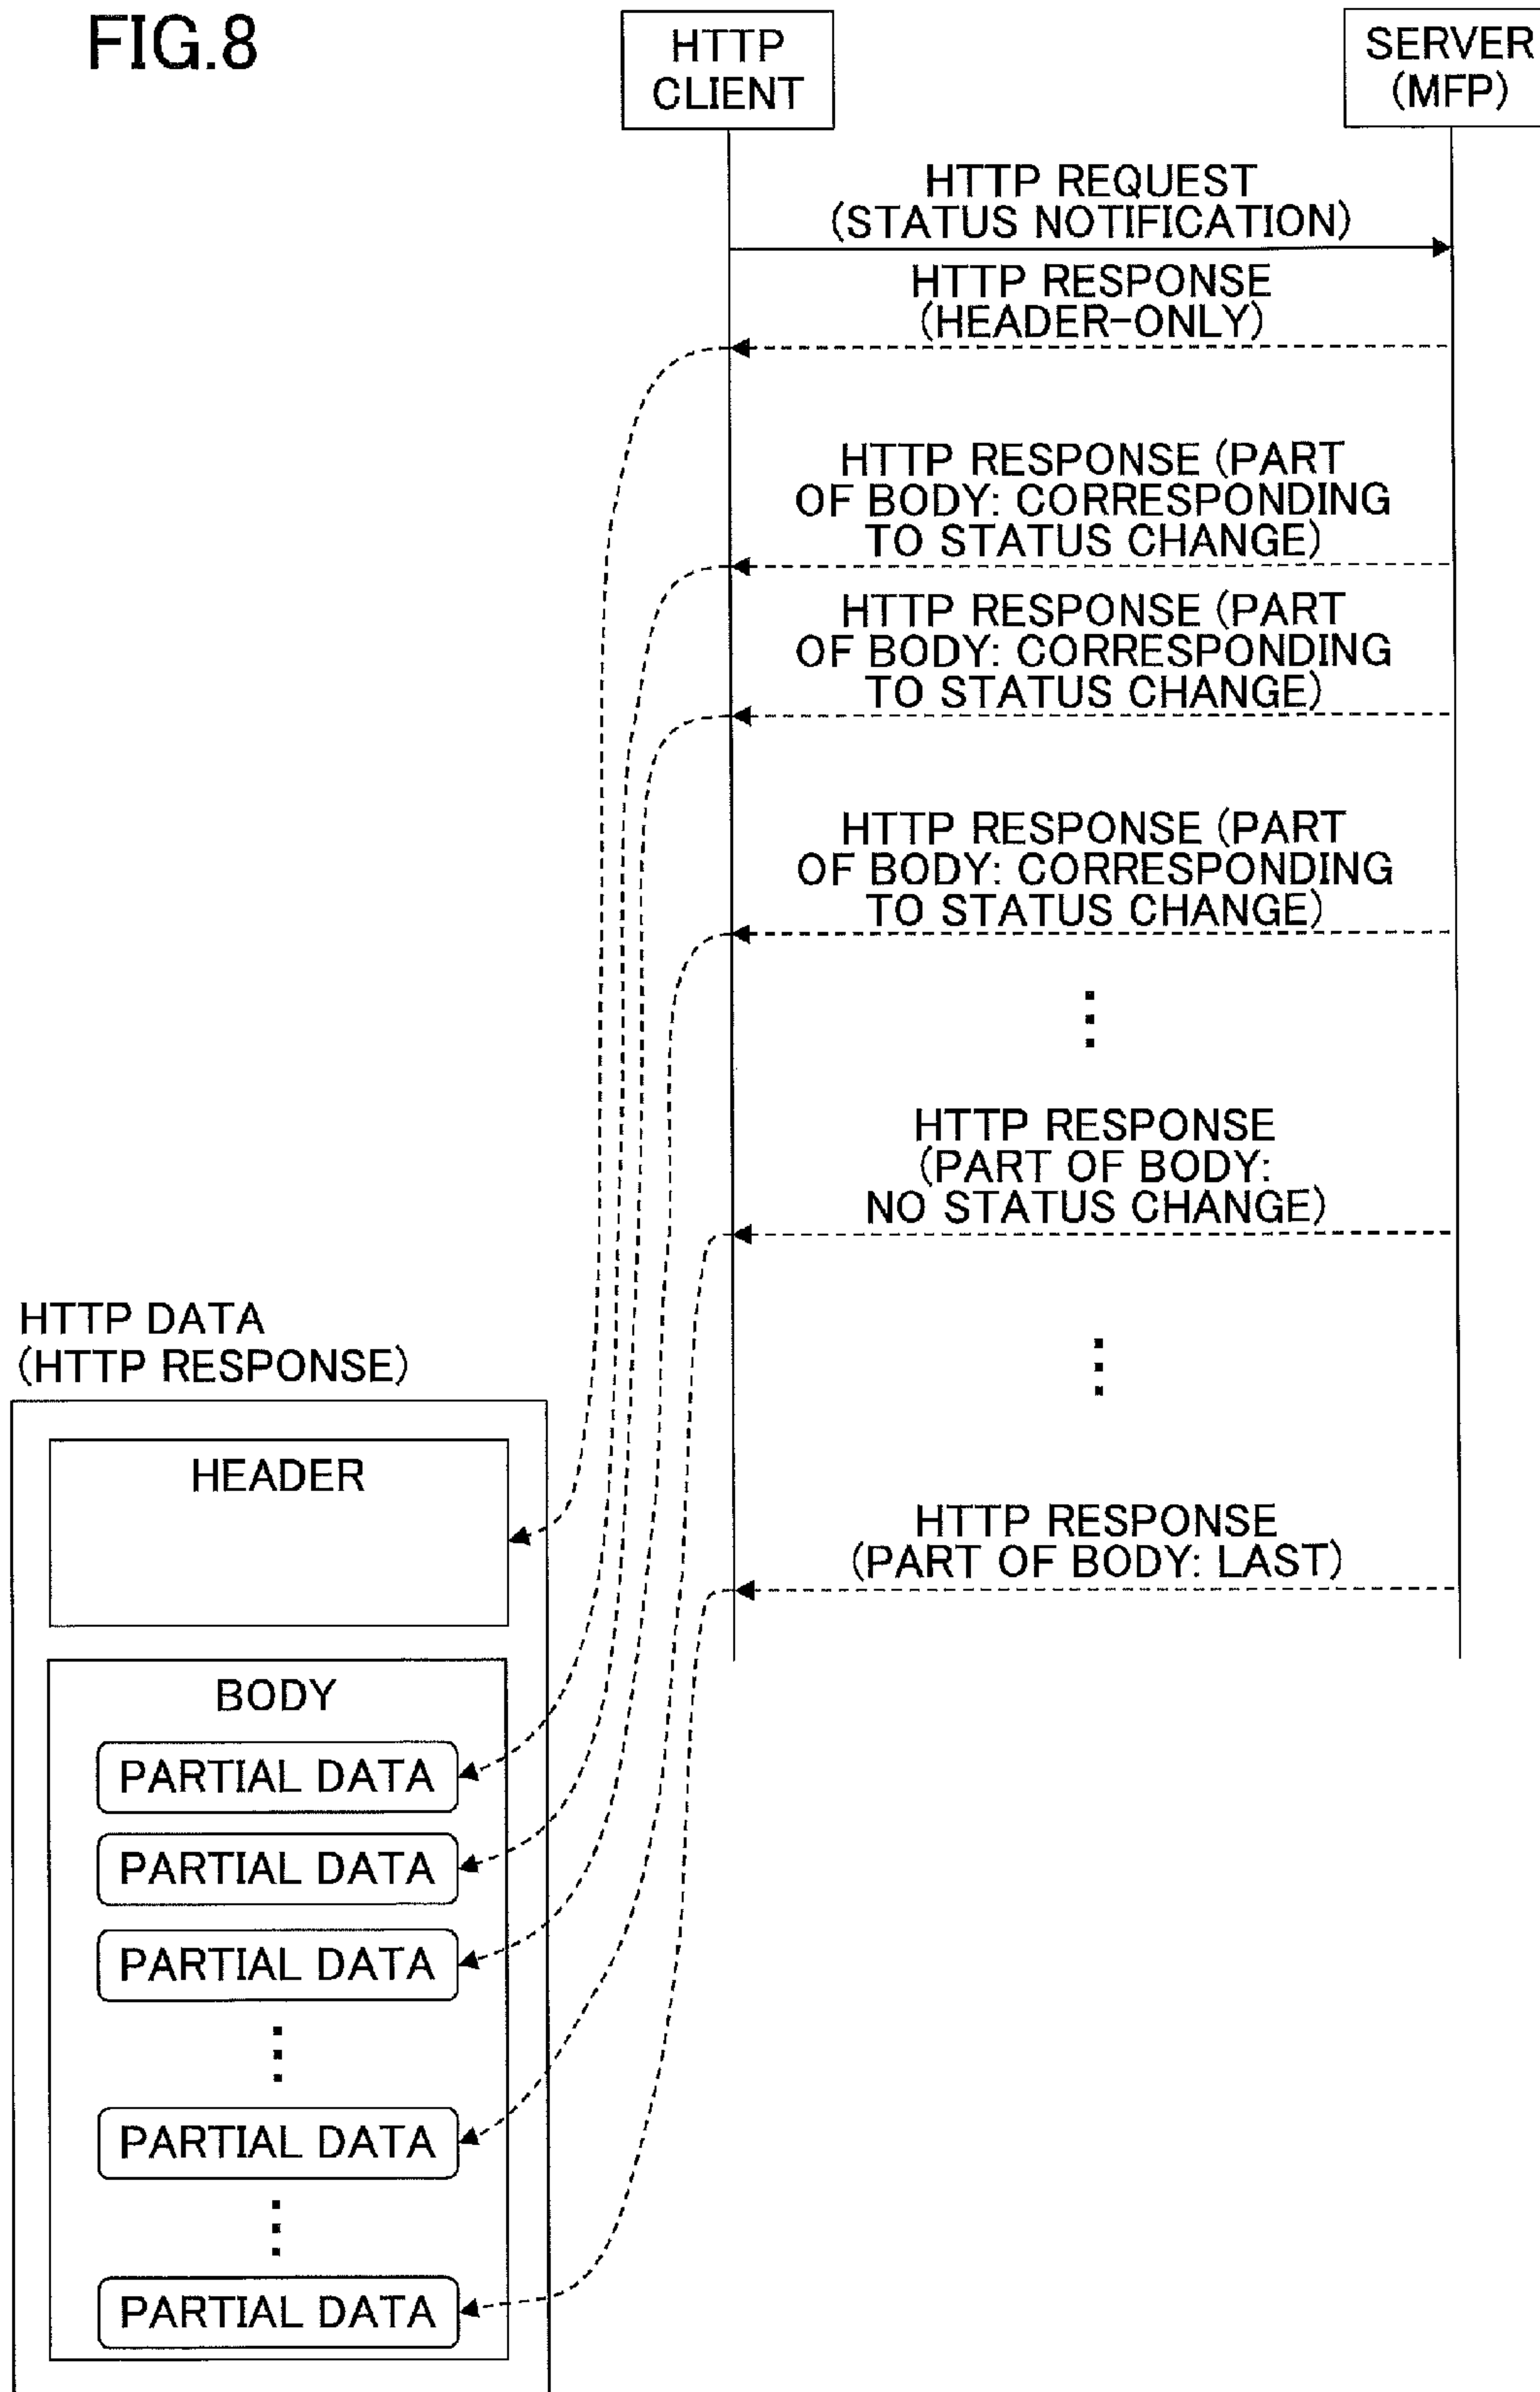 FIG.8
HTTP
CLIENT
SERVER
(MFP)
HTTP REQUEST
(STATUS NOTIFICATION)
HTTP RESPONSE
(HEADER-ONLY)
HTTP RESPONSE (PART
OF BODY: CORRESPONDING
TO STATUS CHANGE)
HTTP RESPONSE (PART
OF BODY: CORRESPONDING
TO STATUS CHANGE)
HTTP RESPONSE (PART
OF BODY: CORRESPONDING
TO STATUS CHANGE)
HTTP RESPONSE
(PART OF BODY:
NO STATUS CHANGE)
HTTP RESPONSE
(PART OF BODY: LAST)
HTTP DATA
(HTTP RESPONSE)
HEADER
BODY
PARTIAL DATA
PARTIAL DATA
PARTIAL DATA
PARTIAL DATA
PARTIAL DATA